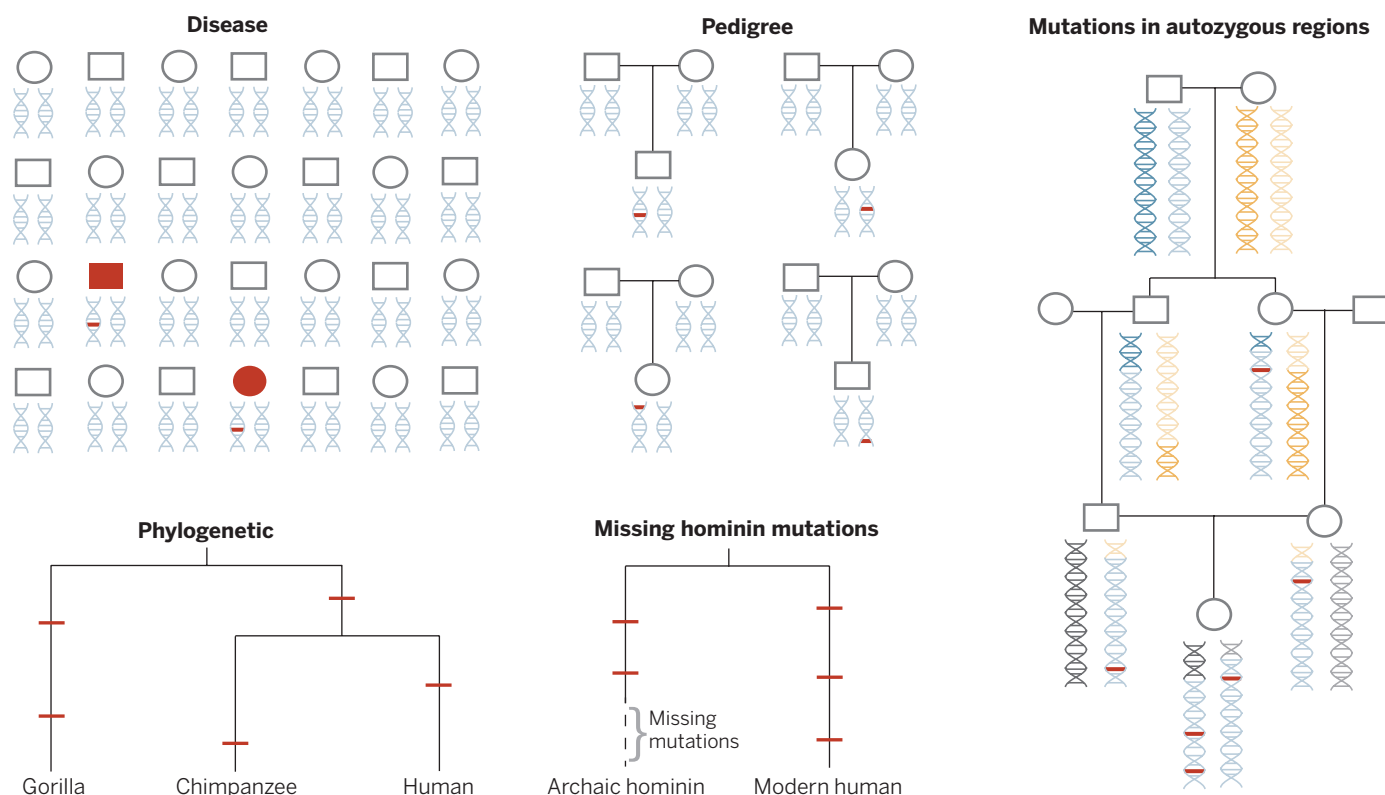 Disease
Pedigree
Mutations in autozygous regions
Phylogenetic
Missing hominin mutations
Missing
mutations
Gorilla
Chimpanzee
Human
Archaic hominin
Modern human